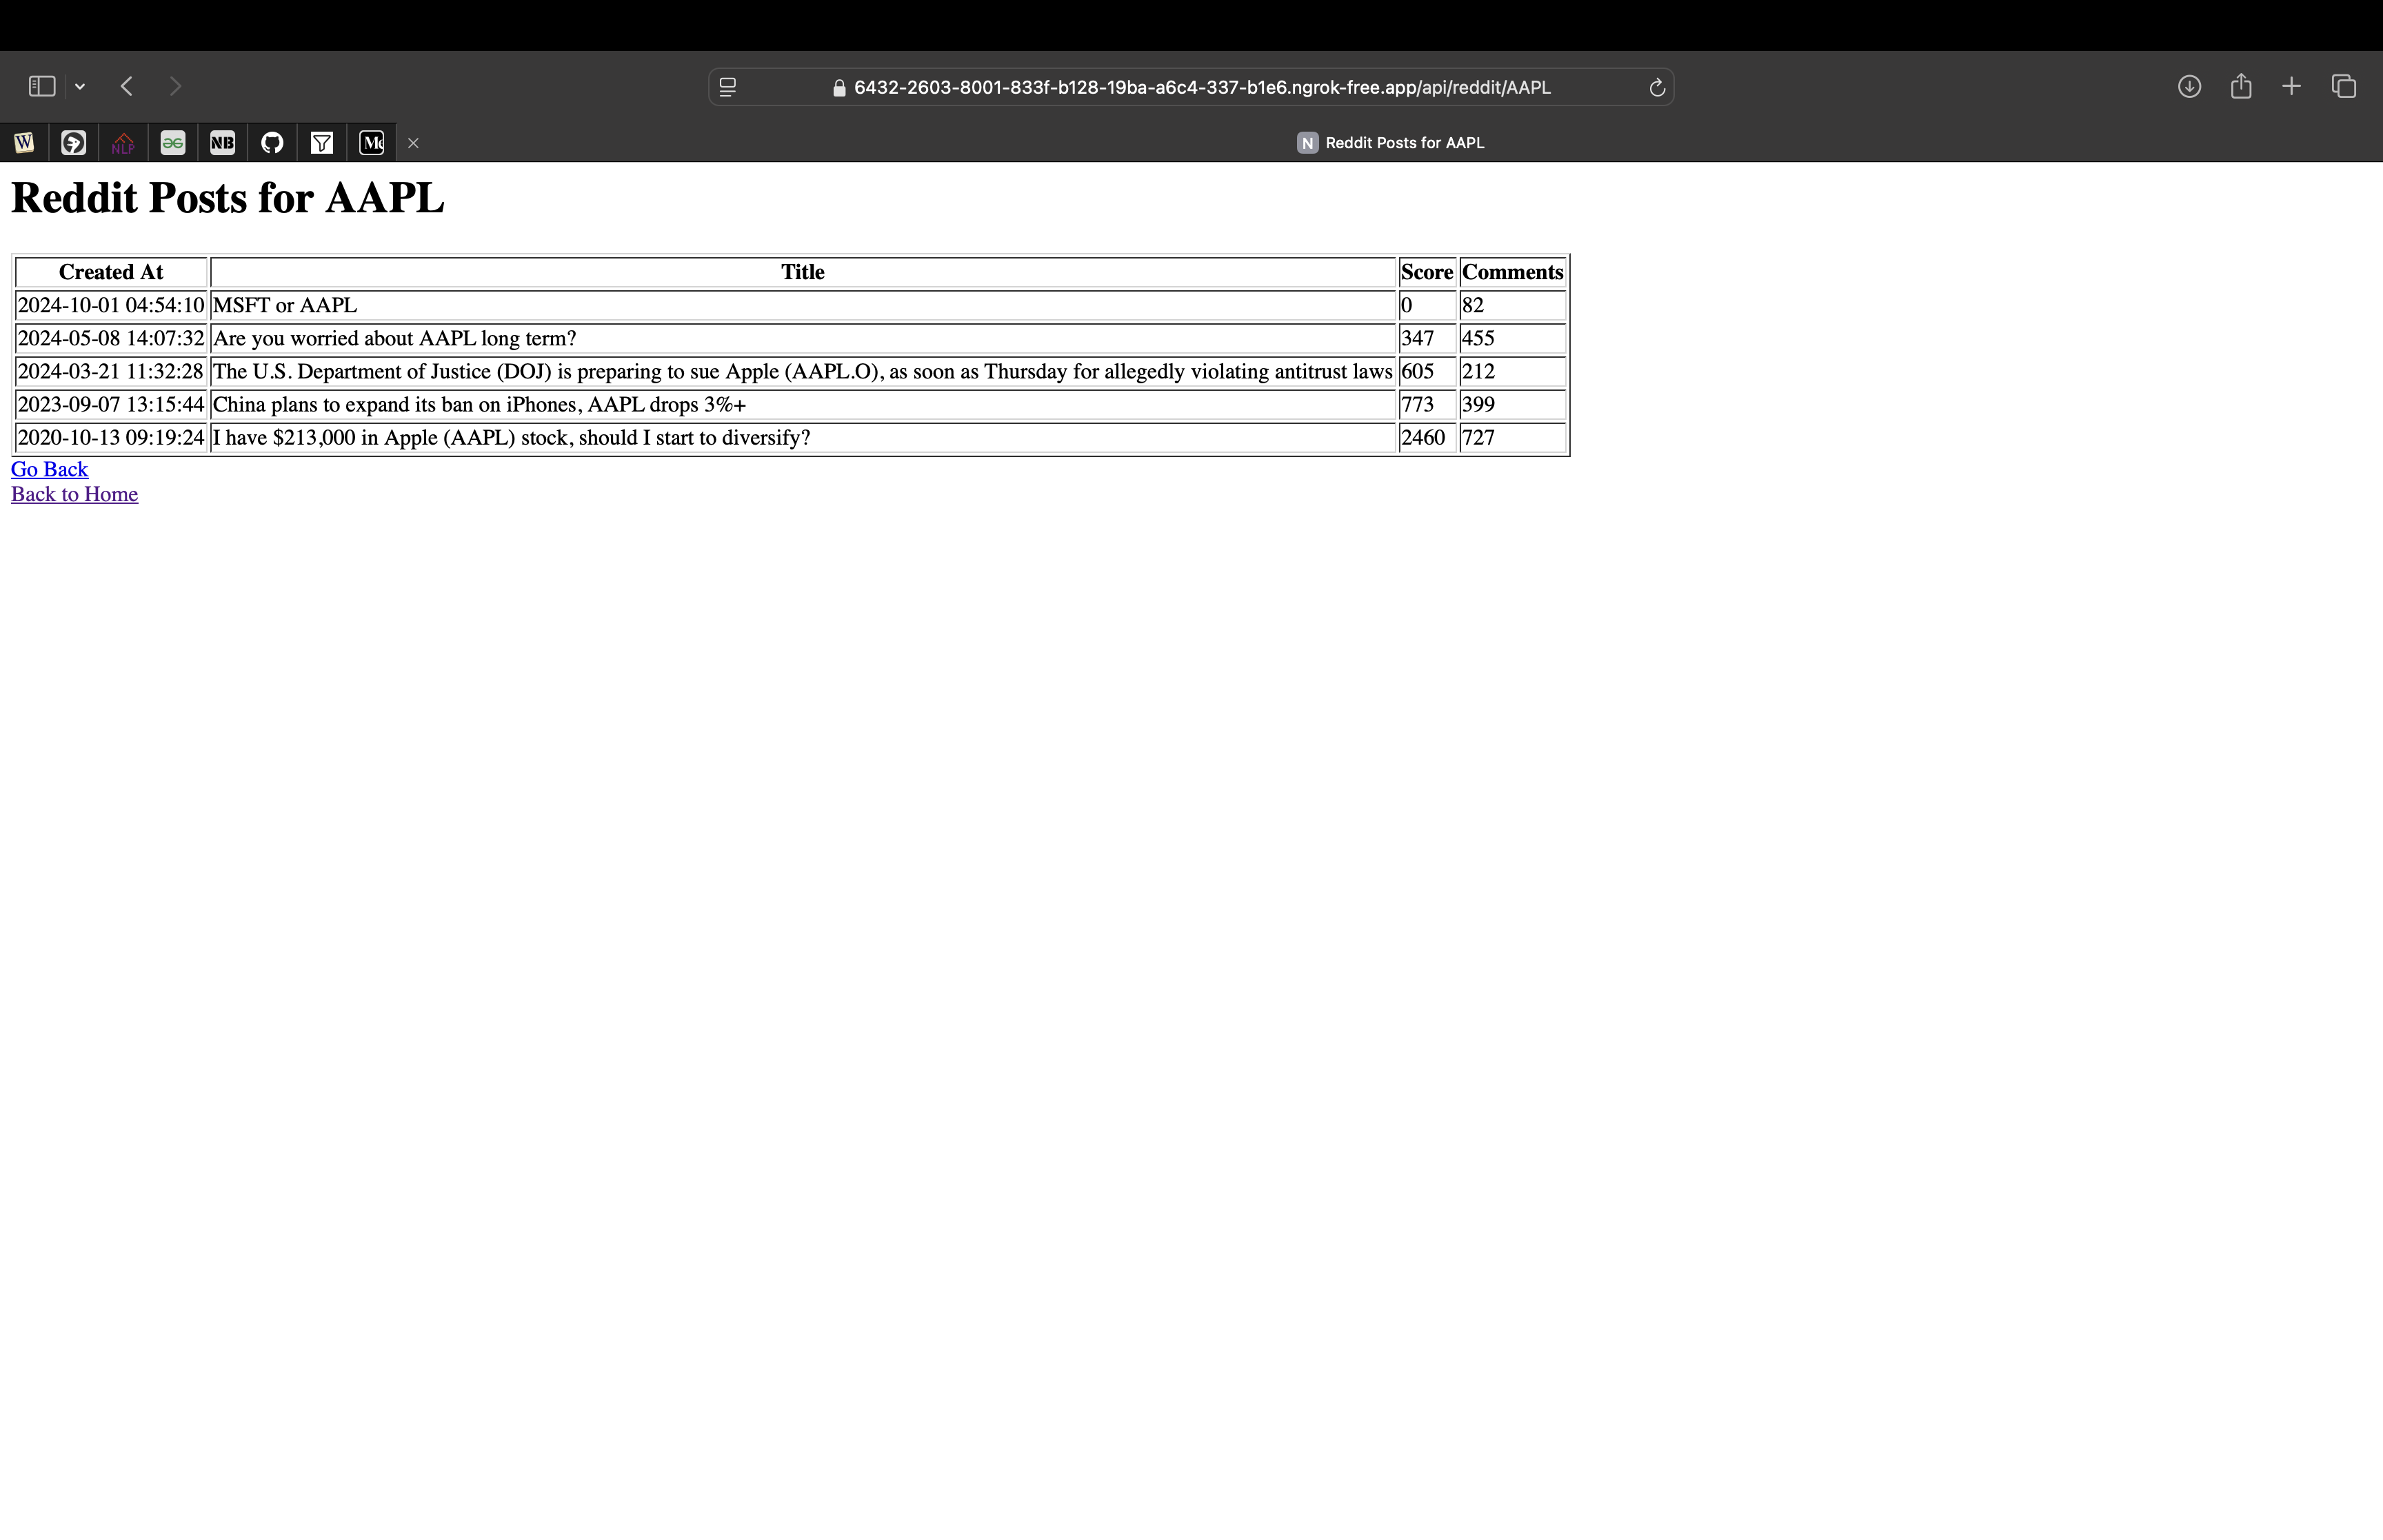 6432-2603-8001-833f-b128-19ba-a6c4-337-b1e6.ngrok-free.app/api/reddit/AAPL
W NLP NB N Reddit Posts for AAPL
Reddit Posts for AAPL
Created At Title Score Comments
2024-10-01 04:54:10 MSFT or AAPL 0 82
2024-05-08 14:07:32 Are you worried about AAPL long term? 347 455
2024-03-21 11:32:28 The U.S. Department of Justice (DOJ) is preparing to sue Apple (AAPL.O), as soon as Thursday for allegedly violating antitrust laws 605 212
2023-09-07 13:15:44 China plans to expand its ban on iPhones, AAPL drops 3%+ 773 399
2020-10-13 09:19:24 I have $213,000 in Apple (AAPL) stock, should I start to diversify? 2460 727
Go Back
Back to Home